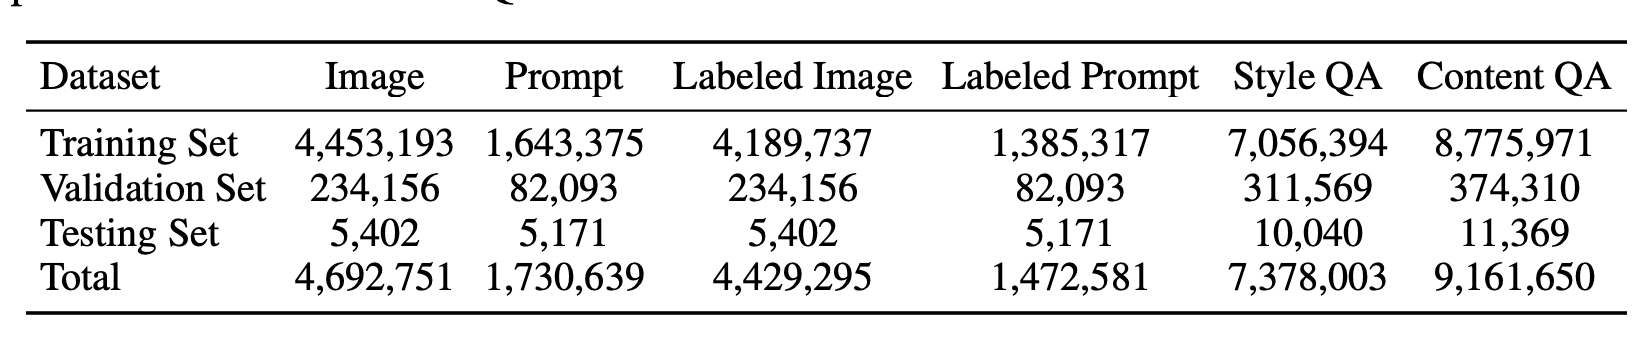 Dataset Image Prompt Labeled Image Labeled Prompt Style QA Content QA
Training Set 4,453,193 1,643,375 4,189,737 1,385,317 7,056,394 8,775,971
Validation Set 234,156 82,093 234,156 82,093 311,569 374,310
Testing Set 5,402 5,171 5,402 5,171 10,040 11,369
Total 4,692,751 1,730,639 4,429,295 1,472,581 7,378,003 9,161,650